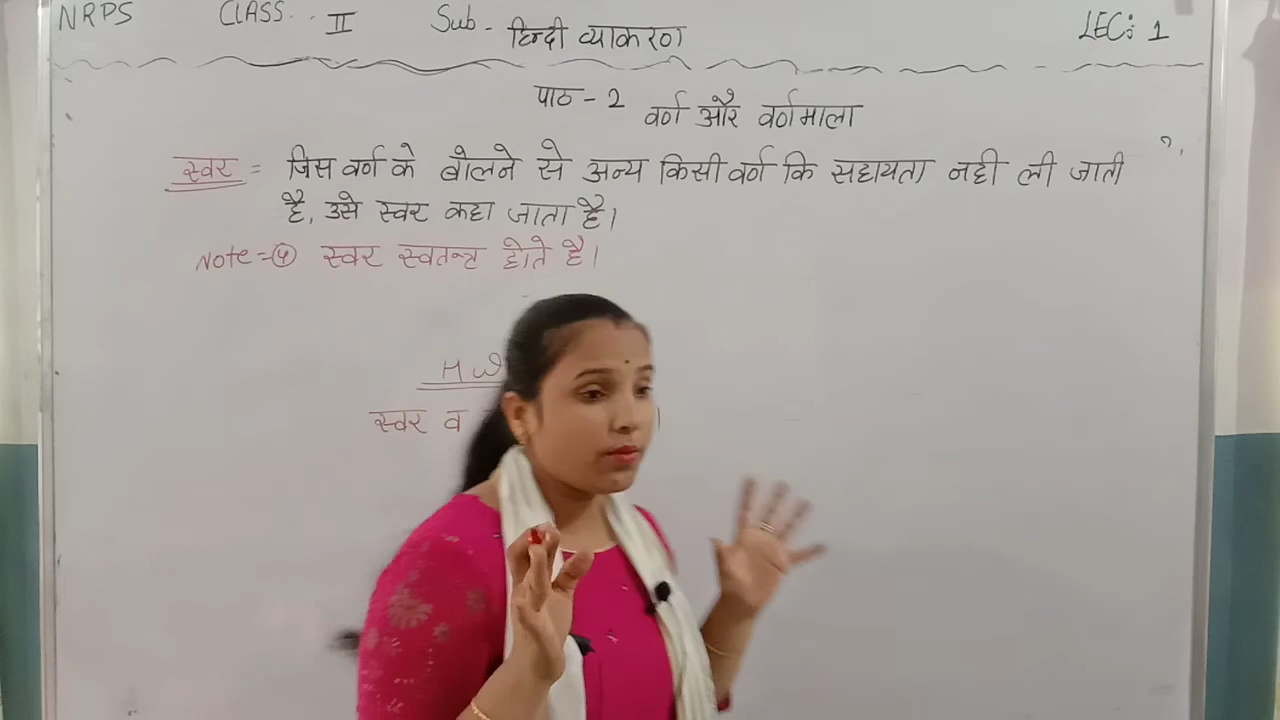 NRPS CLASS. II Sub - हिन्दी व्याकरण LEC: 1
पाठ - 2 वर्ण और वर्णमाला
स्वर = जिस वर्ण के बोलने से अन्य किसी वर्ण कि सहायता नही ली जाती
है, उसे स्वर कहा जाता है।
Note = स्वर स्वतन्त्र होते है।
H W
स्वर व